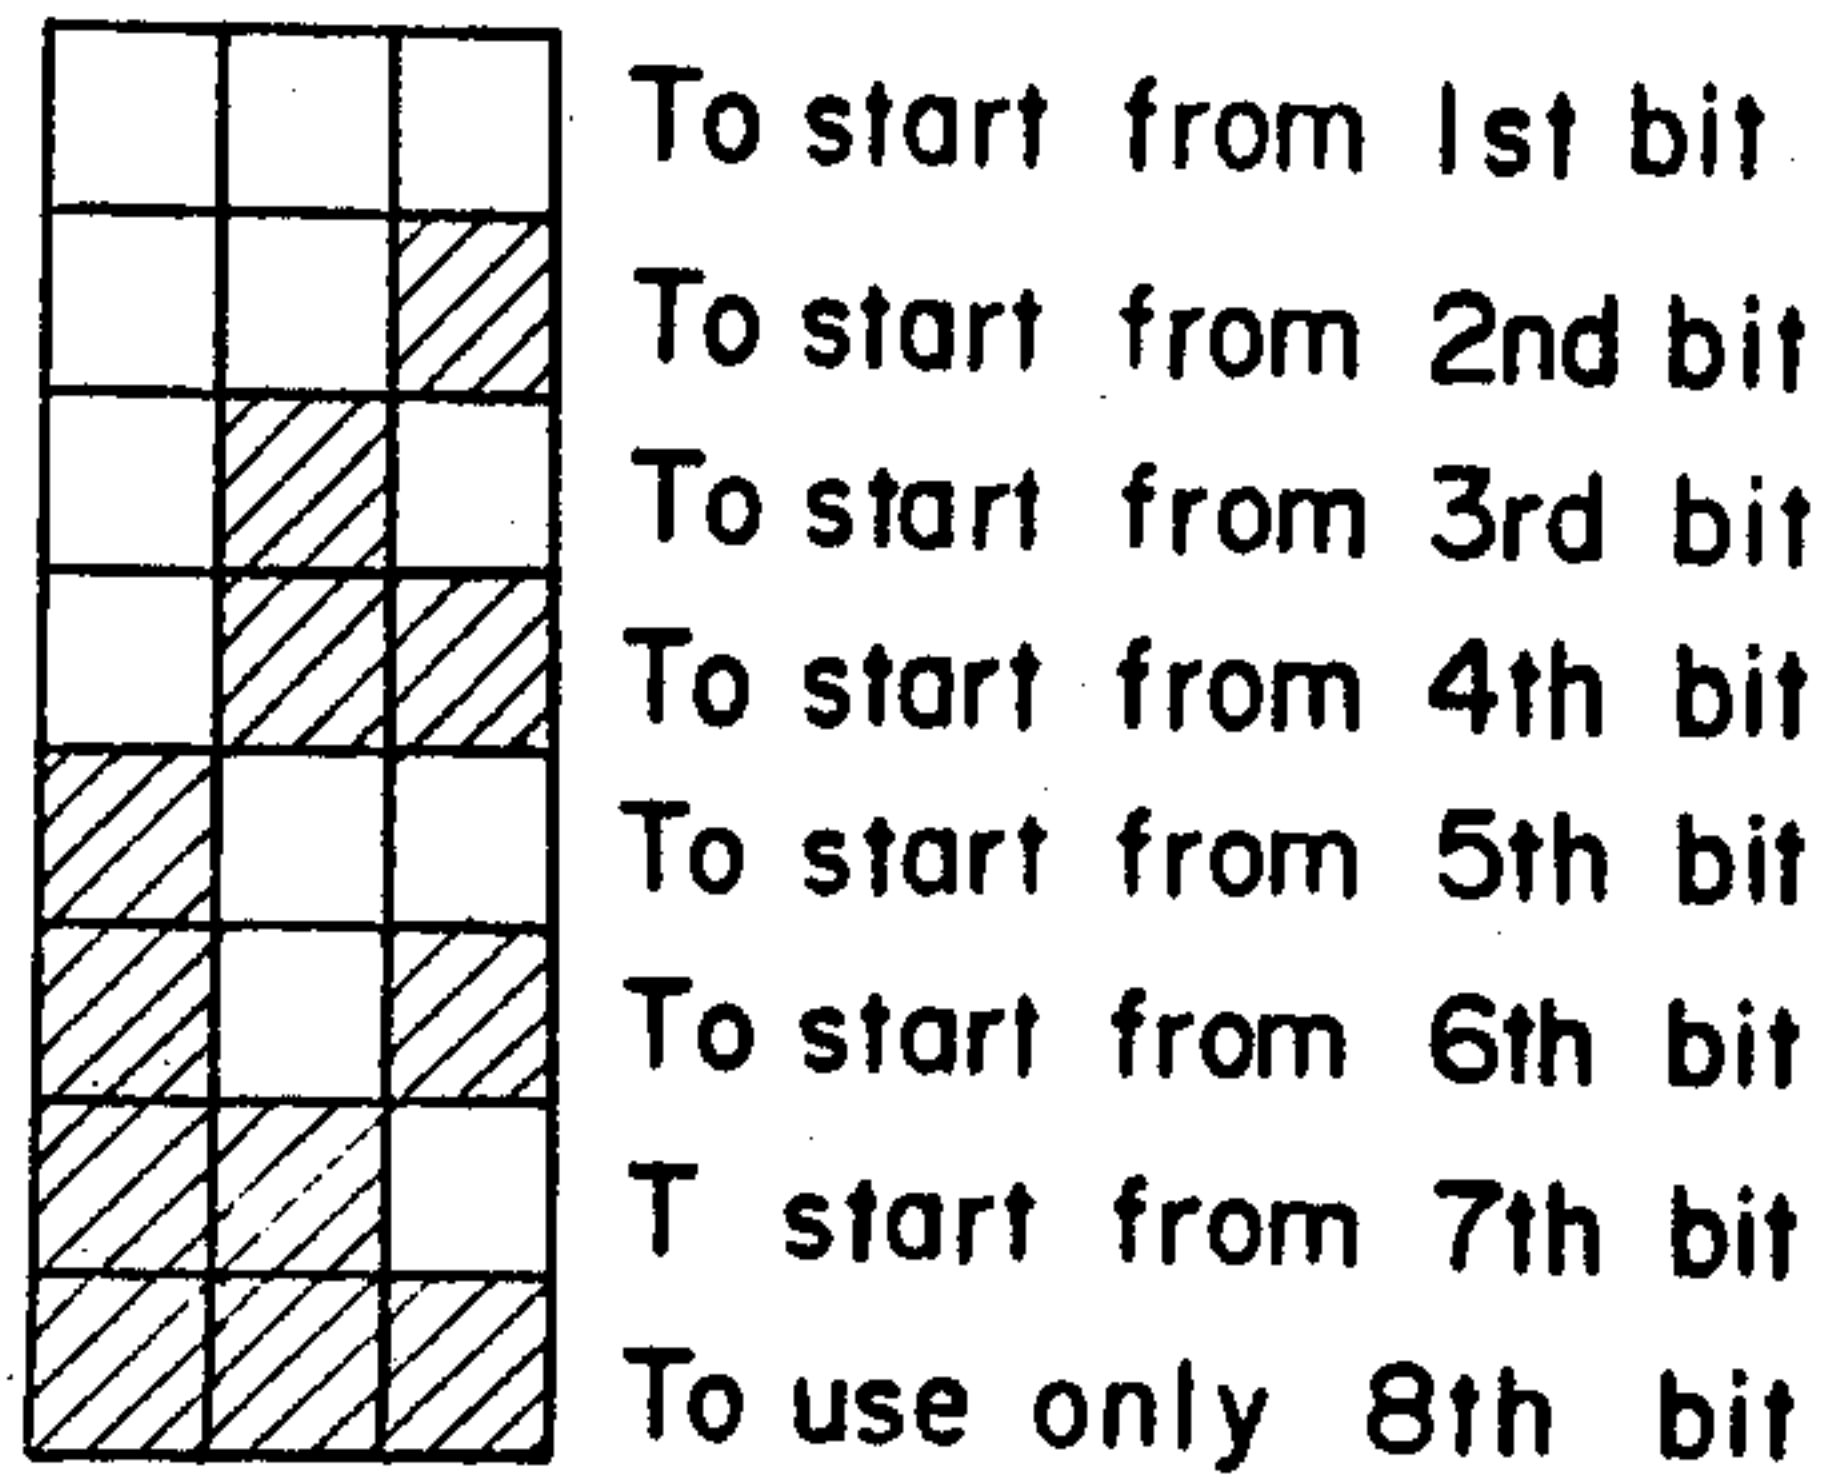 To start from 1st bit
To start from 2nd bit
To start from 3rd bit
To start from 4th bit
To start from 5th bit
To start from 6th bit
T start from 7th bit
To use only 8th bit